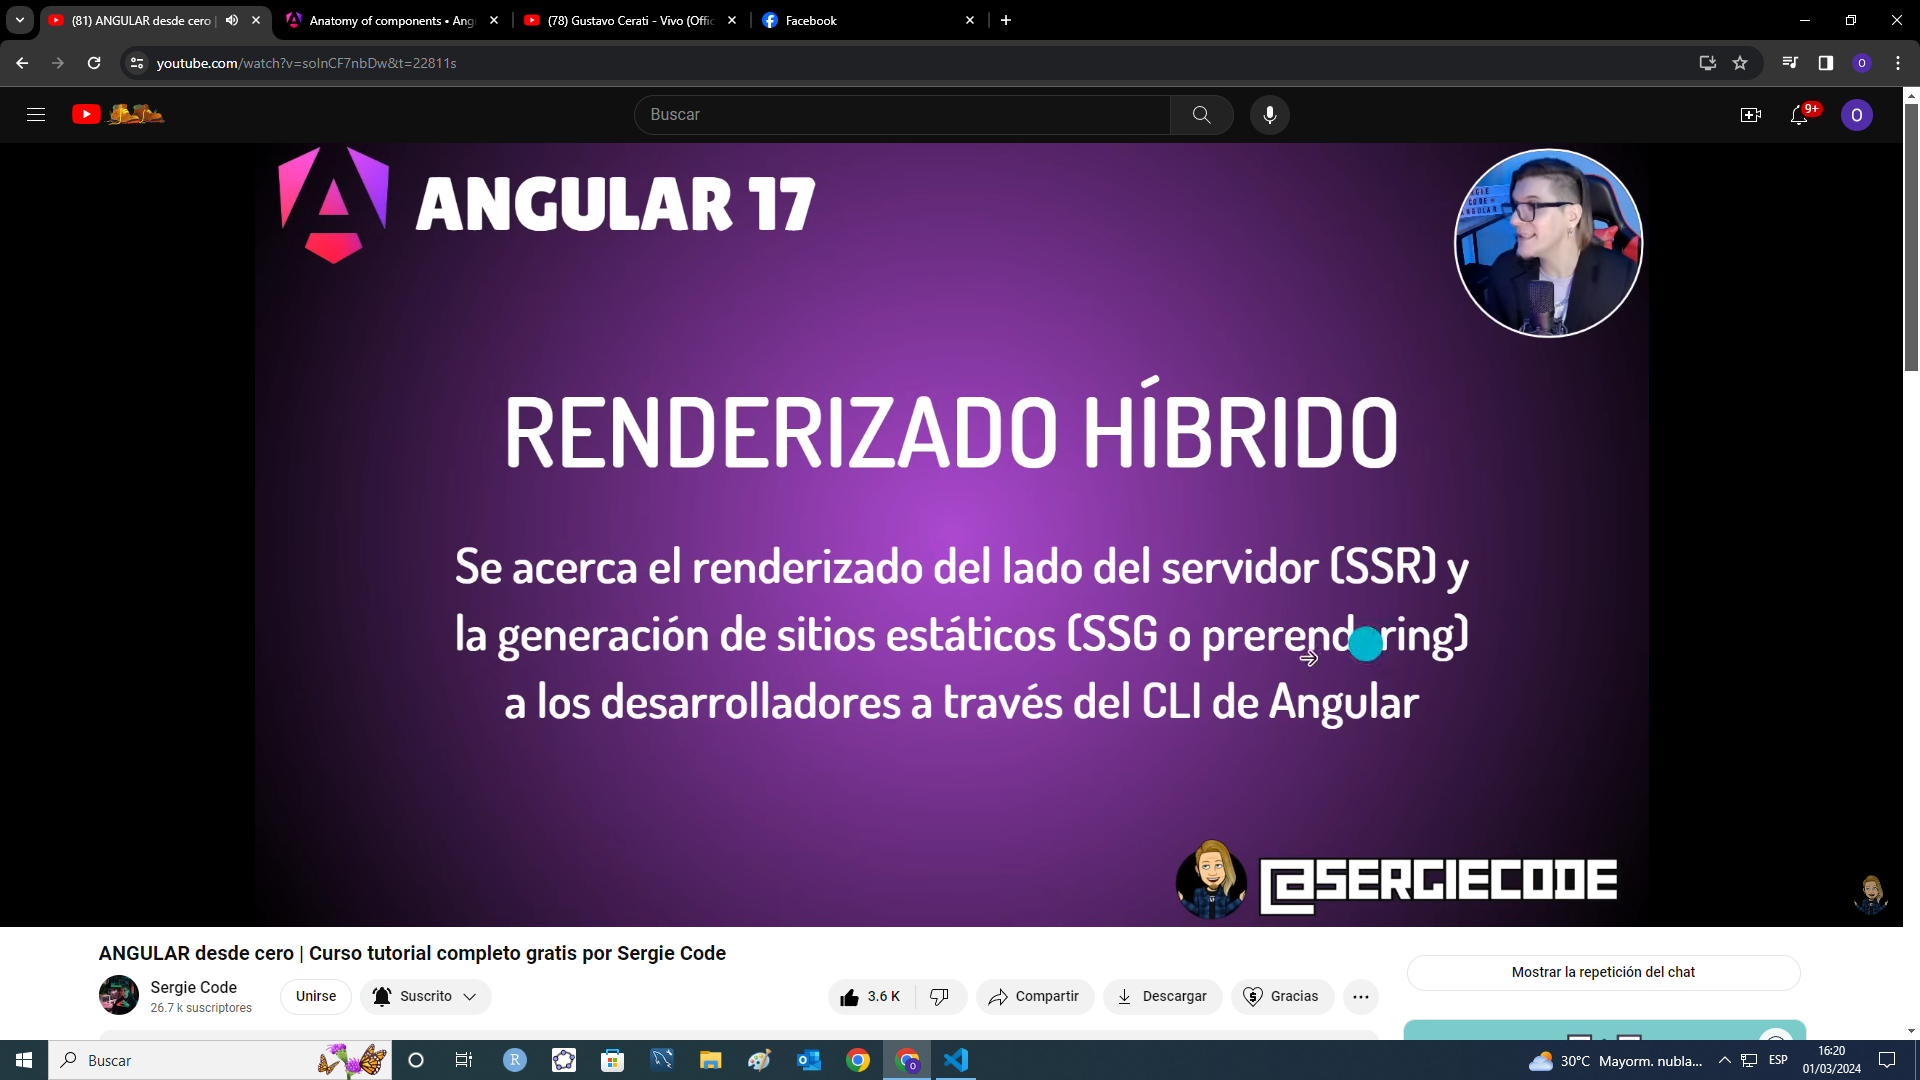 (81) ANGULAR desde cero |
Anatomy of components • Ang
(78) Gustavo Cerati - Vivo (Ofic
Facebook
youtube.com/watch?v=soInCF7nbDw&t=22811s
O
Buscar
9+
O
ANGULAR 17
RENDERIZADO HÍBRIDO
Se acerca el renderizado del lado del servidor (SSR) y
la generación de sitios estáticos (SSG o prerend ring)
a los desarrolladores a través del CLI de Angular
@SERGIECODE
ANGULAR desde cero | Curso tutorial completo gratis por Sergie Code
Sergie Code
26.7 k suscriptores
Unirse
Suscrito
3.6 K
Compartir
Descargar
Gracias
Mostrar la repetición del chat
Buscar
30°C Mayorm. nubla...
ESP
16:20
01/03/2024